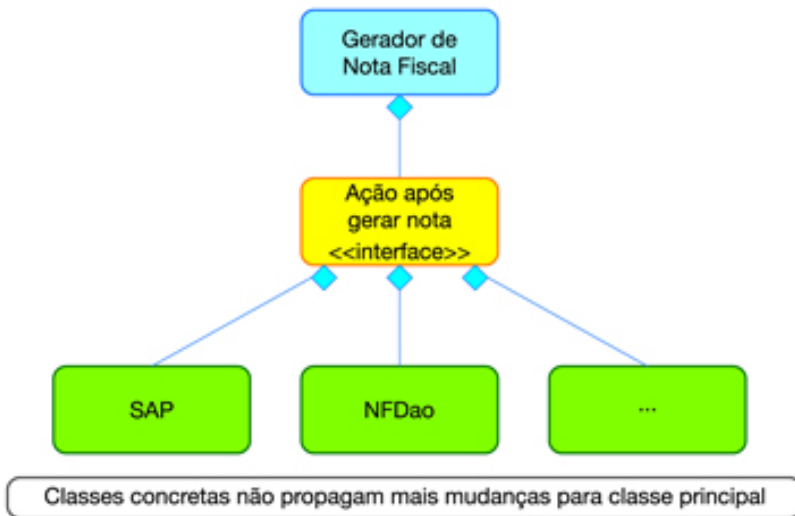 Gerador de
Nota Fiscal
Ação após
gerar nota
<<interface>>
SAP
NFDao
...
Classes concretas não propagam mais mudanças para classe principal